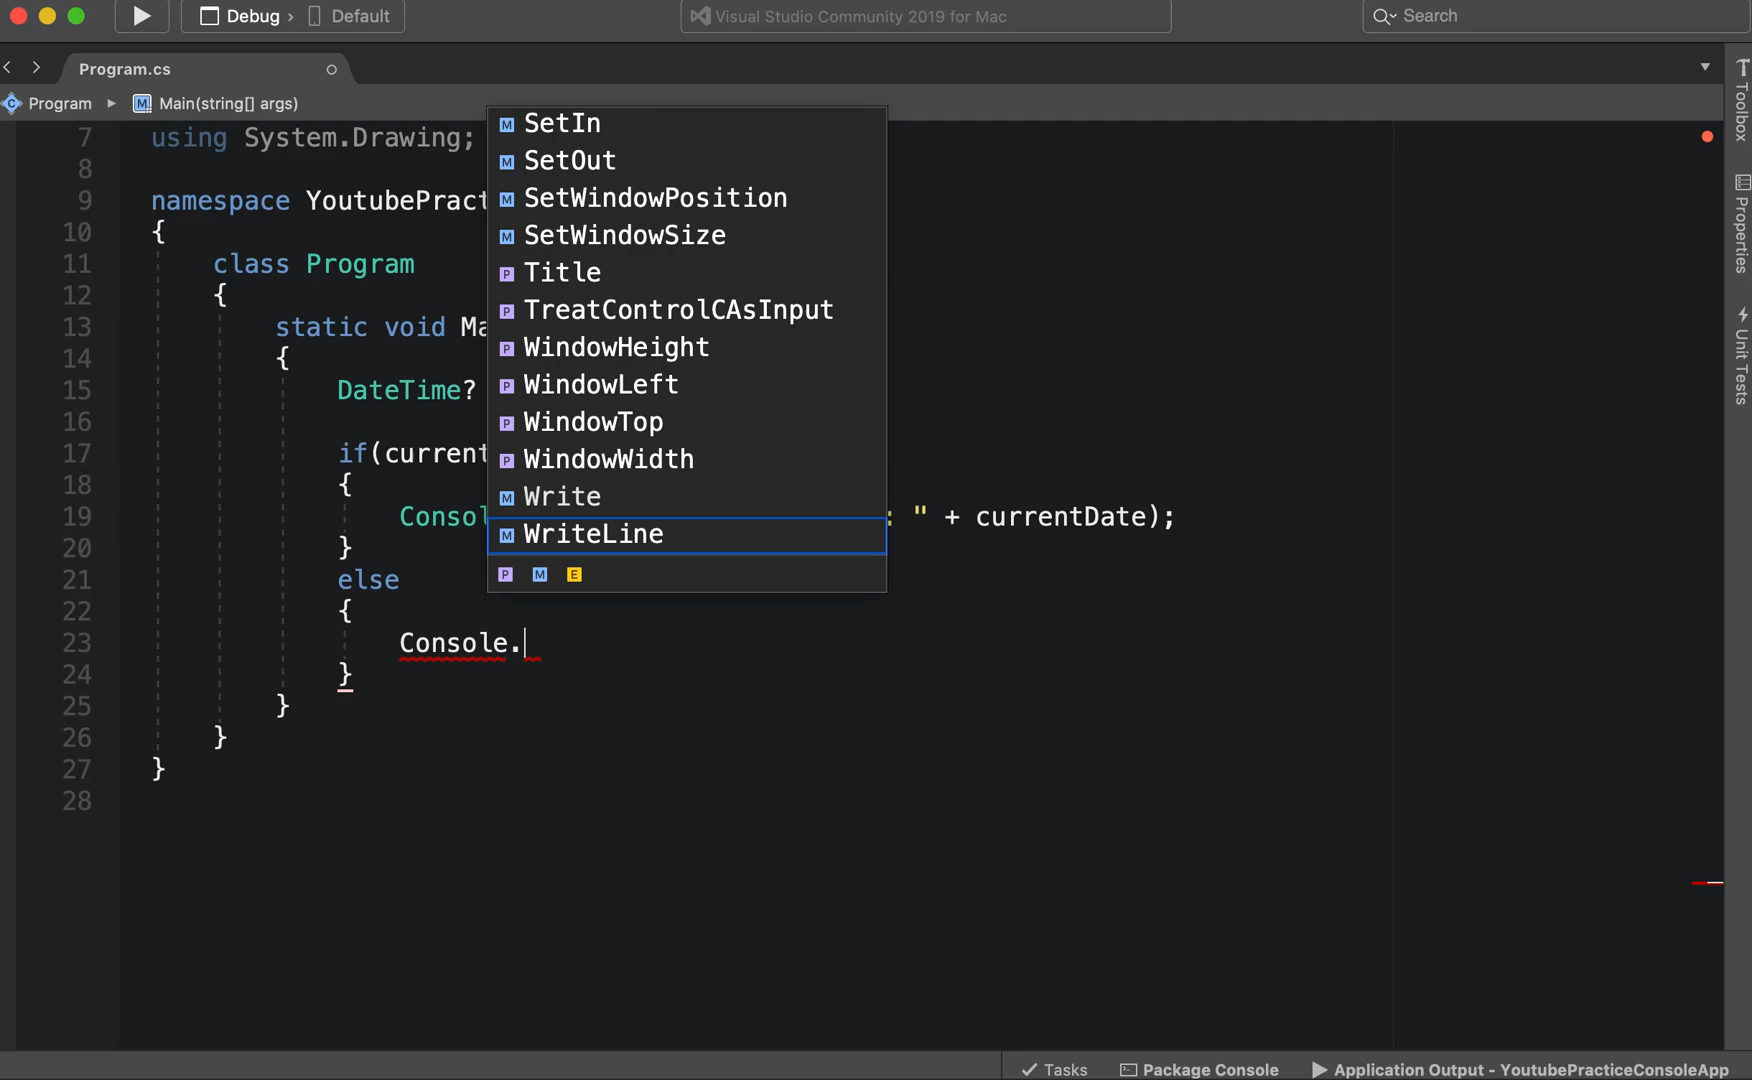 Debug › Default
Visual Studio Community 2019 for Mac
Search
Program.cs
Program ▸ Main(string[] args)
7 using System.Drawing;
8
9 namespace YoutubePract
10 {
11 class Program
12 {
13 static void Ma
14 {
15 DateTime?
16
17 if(current
18 {
19 Consol : " + currentDate);
20 }
21 else
22 {
23 Console.
24 }
25 }
26 }
27 }
28
M SetIn
M SetOut
M SetWindowPosition
M SetWindowSize
P Title
P TreatControlCAsInput
P WindowHeight
P WindowLeft
P WindowTop
P WindowWidth
M Write
M WriteLine
P M E
Toolbox
Properties
Unit Tests
Tasks
Package Console
Application Output - YoutubePracticeConsoleApp